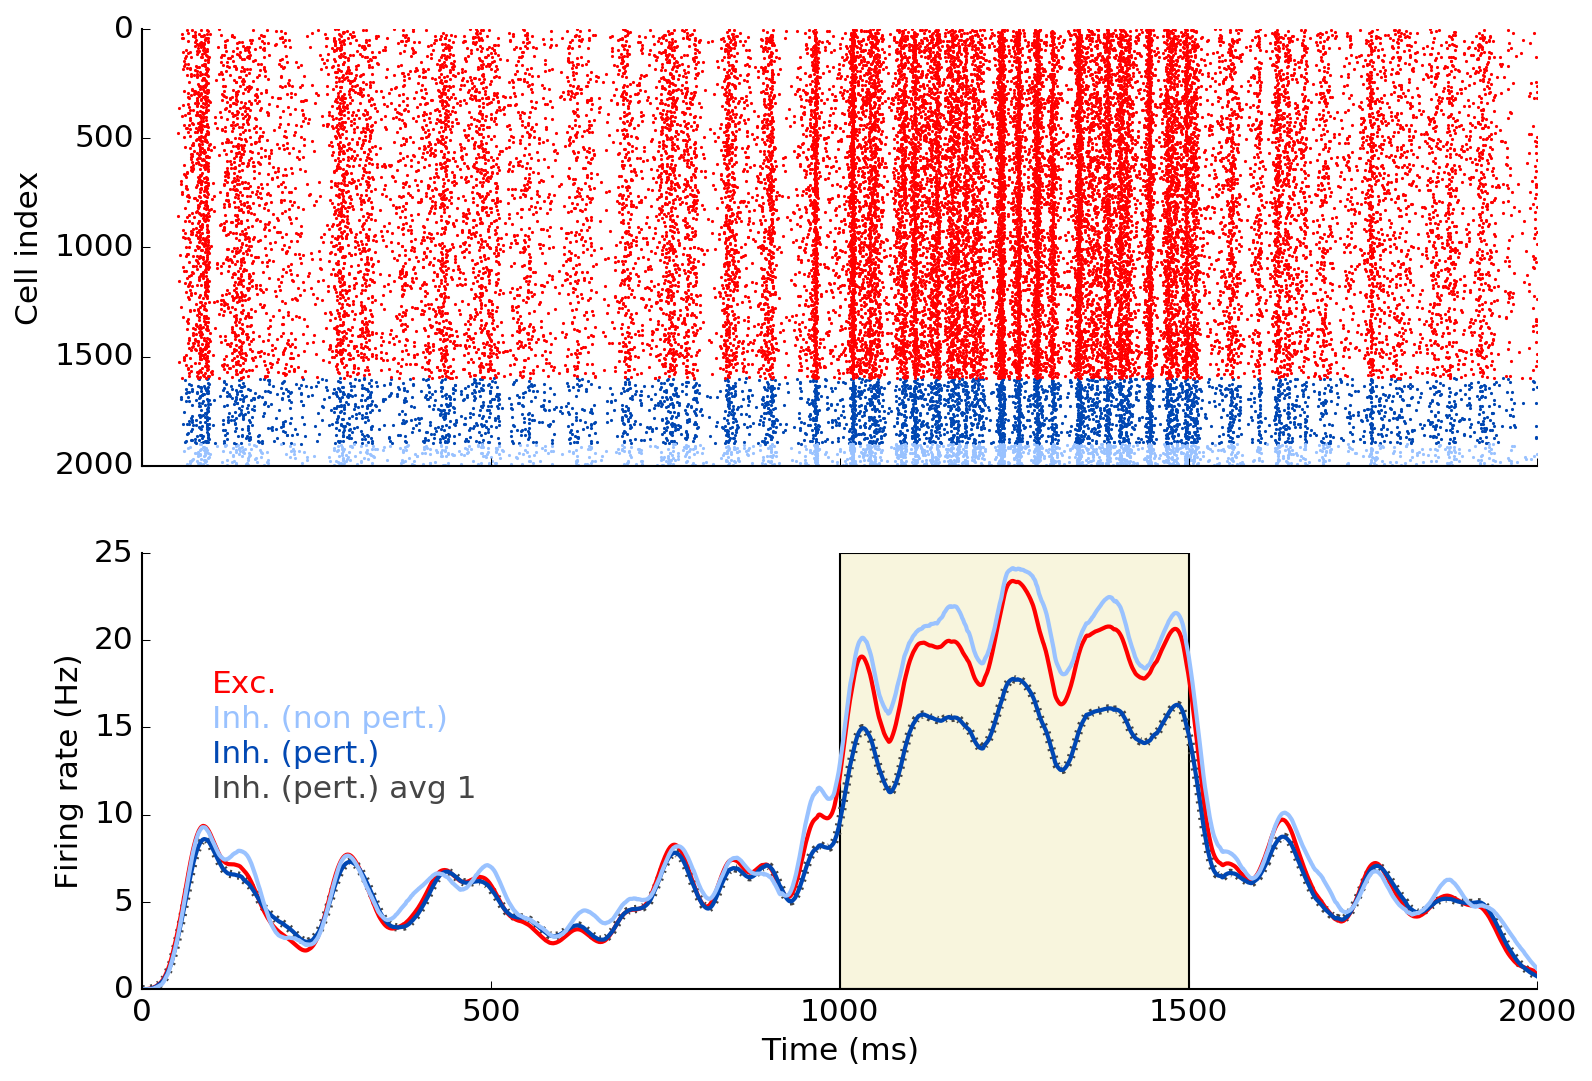 0
500
1000
1500
2000
Cell index
25
20
15
10
5
0
Firing rate (Hz)
Exc.
Inh. (non pert.)
Inh. (pert.)
Inh. (pert.) avg 1
0 500 1000 1500 2000
Time (ms)